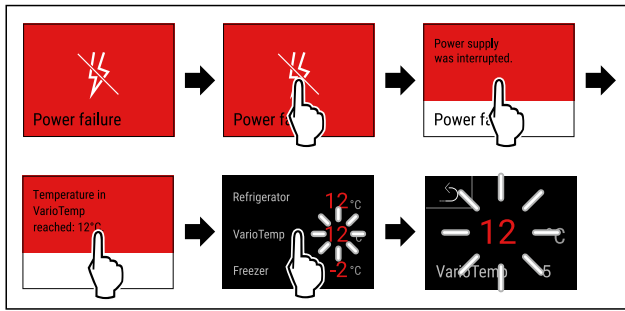 Power failure
Power fa
Power supply
was interrupted.
Power fa
Temperature in
VarioTemp
reached: 12°C
Refrigerator 12 °C
VarioTemp 12 °C
Freezer -2 °C
12 °C
VarioTemp 5